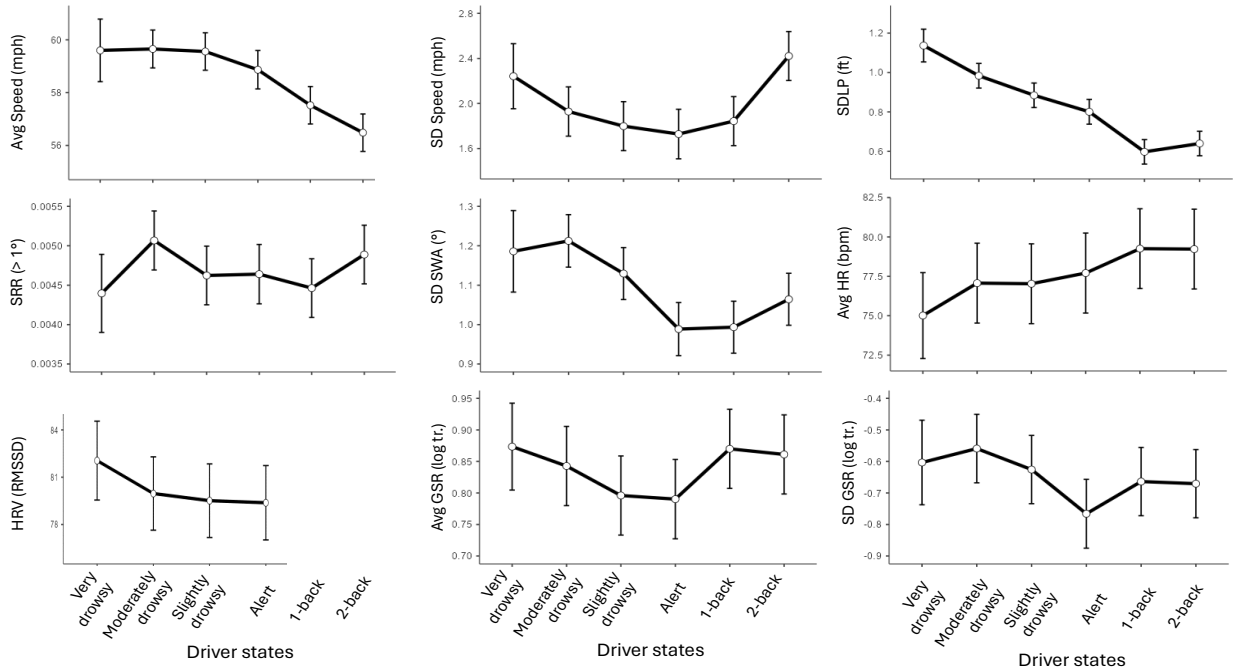 Avg Speed (mph)
60
58
56
SD Speed (mph)
2.8
2.4
2.0
1.6
SDLP (ft)
1.2
1.0
0.8
0.6
SRR (> 1°)
0.0055
0.0050
0.0045
0.0040
0.0035
SD SWA (°)
1.3
1.2
1.1
1.0
0.9
Avg HR (bpm)
82.5
80.0
77.5
75.0
72.5
HRV (RMSSD)
84
81
78
Avg GSR (log tr.)
0.95
0.90
0.85
0.80
0.75
0.70
SD GSR (log tr.)
-0.4
-0.5
-0.6
-0.7
-0.8
-0.9
Very
drowsy
Moderately
drowsy
Slightly
drowsy
Alert
1-back
2-back
Driver states
Very
drowsy
Moderately
drowsy
Slightly
drowsy
Alert
1-back
2-back
Driver states
Very
drowsy
Moderately
drowsy
Slightly
drowsy
Alert
1-back
2-back
Driver states